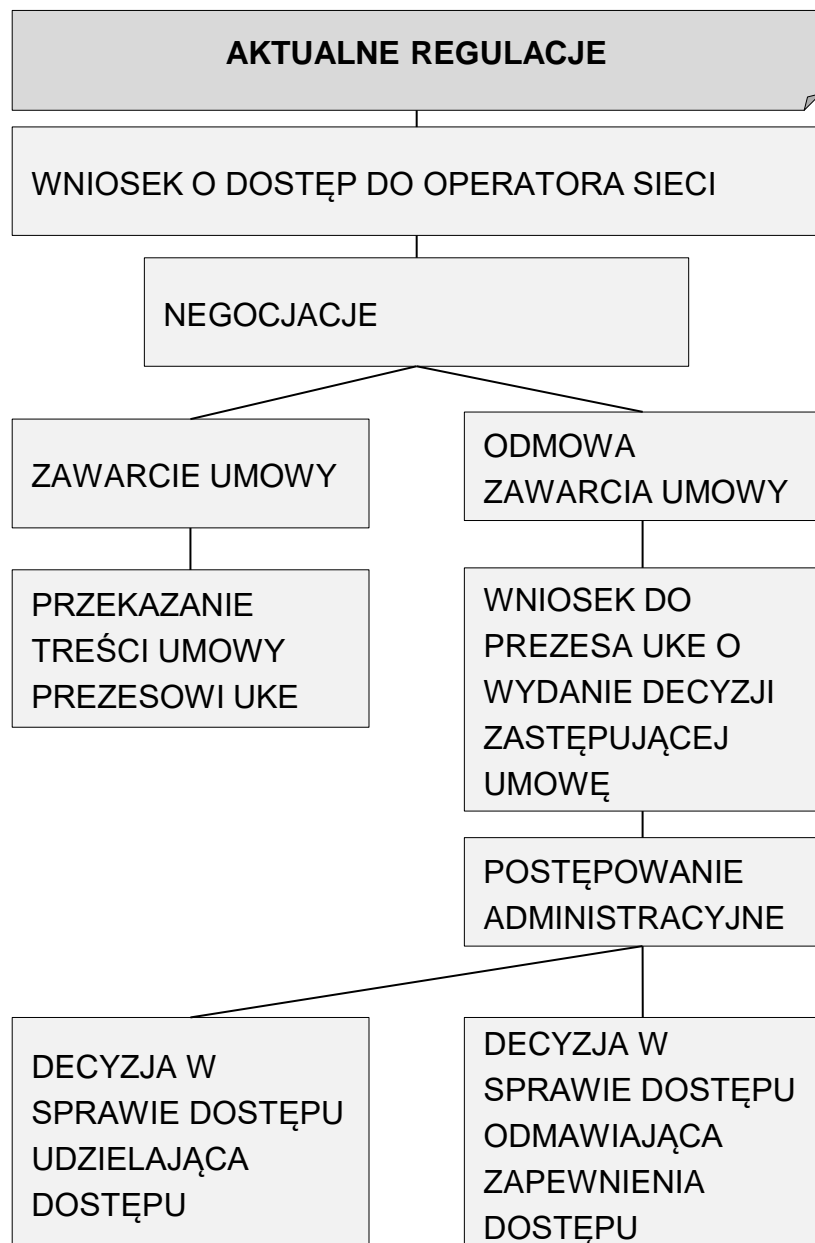 AKTUALNE REGULACJE
WNIOSEK O DOSTĘP DO OPERATORA SIECI
NEGOCJACJE
ZAWARCIE UMOWY
ODMOWA
ZAWARCIA UMOWY
PRZEKAZANIE
TREŚCI UMOWY
PREZESOWI UKE
WNIOSEK DO
PREZESA UKE O
WYDANIE DECYZJI
ZASTĘPUJĄCEJ
UMOWĘ
POSTĘPOWANIE
ADMINISTRACYJNE
DECYZJA W
SPRAWIE DOSTĘPU
UDZIELAJĄCA
DOSTĘPU
DECYZJA W
SPRAWIE DOSTĘPU
ODMAWIAJĄCA
ZAPEWNIENIA
DOSTĘPU